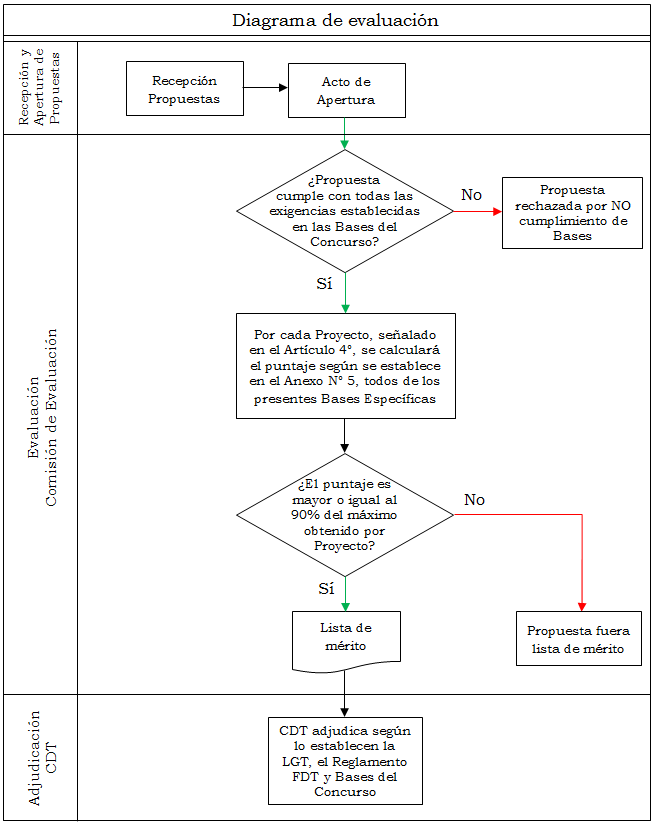 Diagrama de evaluación
Recepción y
Apertura de
Propuestas
Recepción
Propuestas
Acto de
Apertura
¿Propuesta
cumple con todas las
exigencias establecidas
en las Bases del
Concurso?
No
Propuesta
rechazada por NO
cumplimiento de
Bases
Sí
Evaluación
Comisión de Evaluación
Por cada Proyecto, señalado
en el Artículo 4°, se calculará
el puntaje según se establece
en el Anexo N° 5, todos de los
presentes Bases Específicas
¿El puntaje es
mayor o igual al
90% del máximo
obtenido por
Proyecto?
No
Sí
Lista de
mérito
Propuesta fuera
lista de mérito
Adjudicación
CDT
CDT adjudica según
lo establecen la
LGT, el Reglamento
FDT y Bases del
Concurso